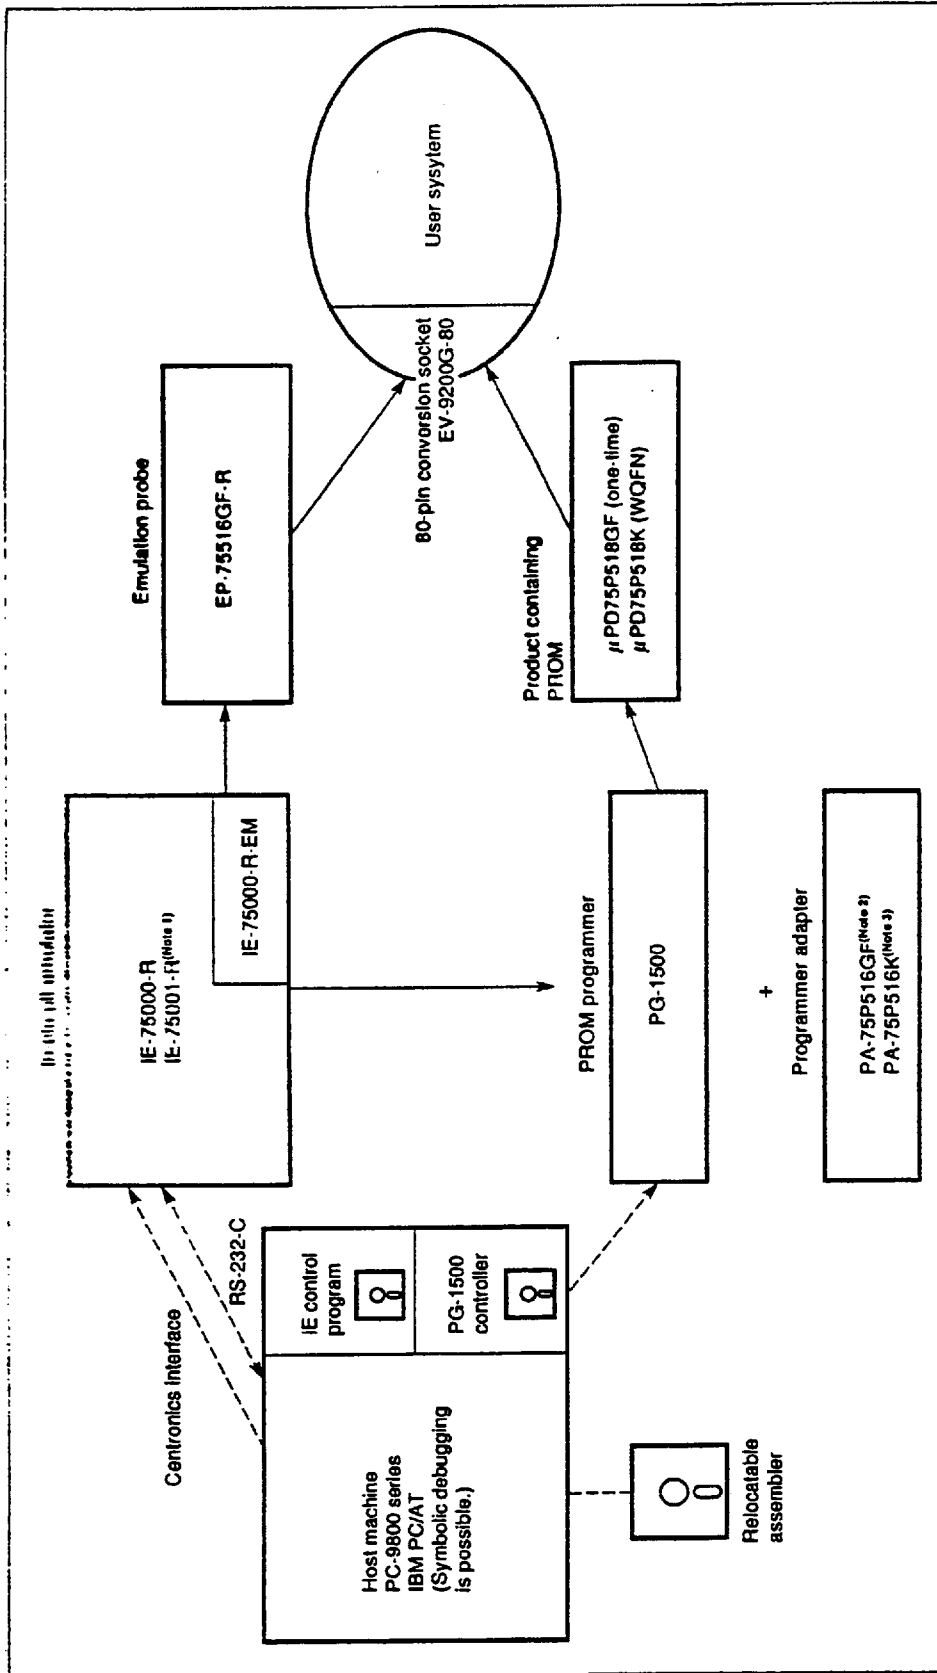 Centronics Interface
RS-232-C
Host machine
PC-9800 series
IBM PC/AT
(Symbolic debugging
is possible.)
IE control
program
PG-1500
controller
Relocatable
assembler
IE-75000-R
IE-75001-R(Note 1)
IE-75000-R-EM
PROM programmer
PG-1500
+
Programmer adapter
PA-75P516GF(Note 2)
PA-75P516K(Note 3)
Emulation probe
EP-75516GF-R
Product containing
PROM
μPD75P518GF (one-time)
μPD75P518K (WQFN)
80-pin conversion socket
EV-9200G-80
User sysytem